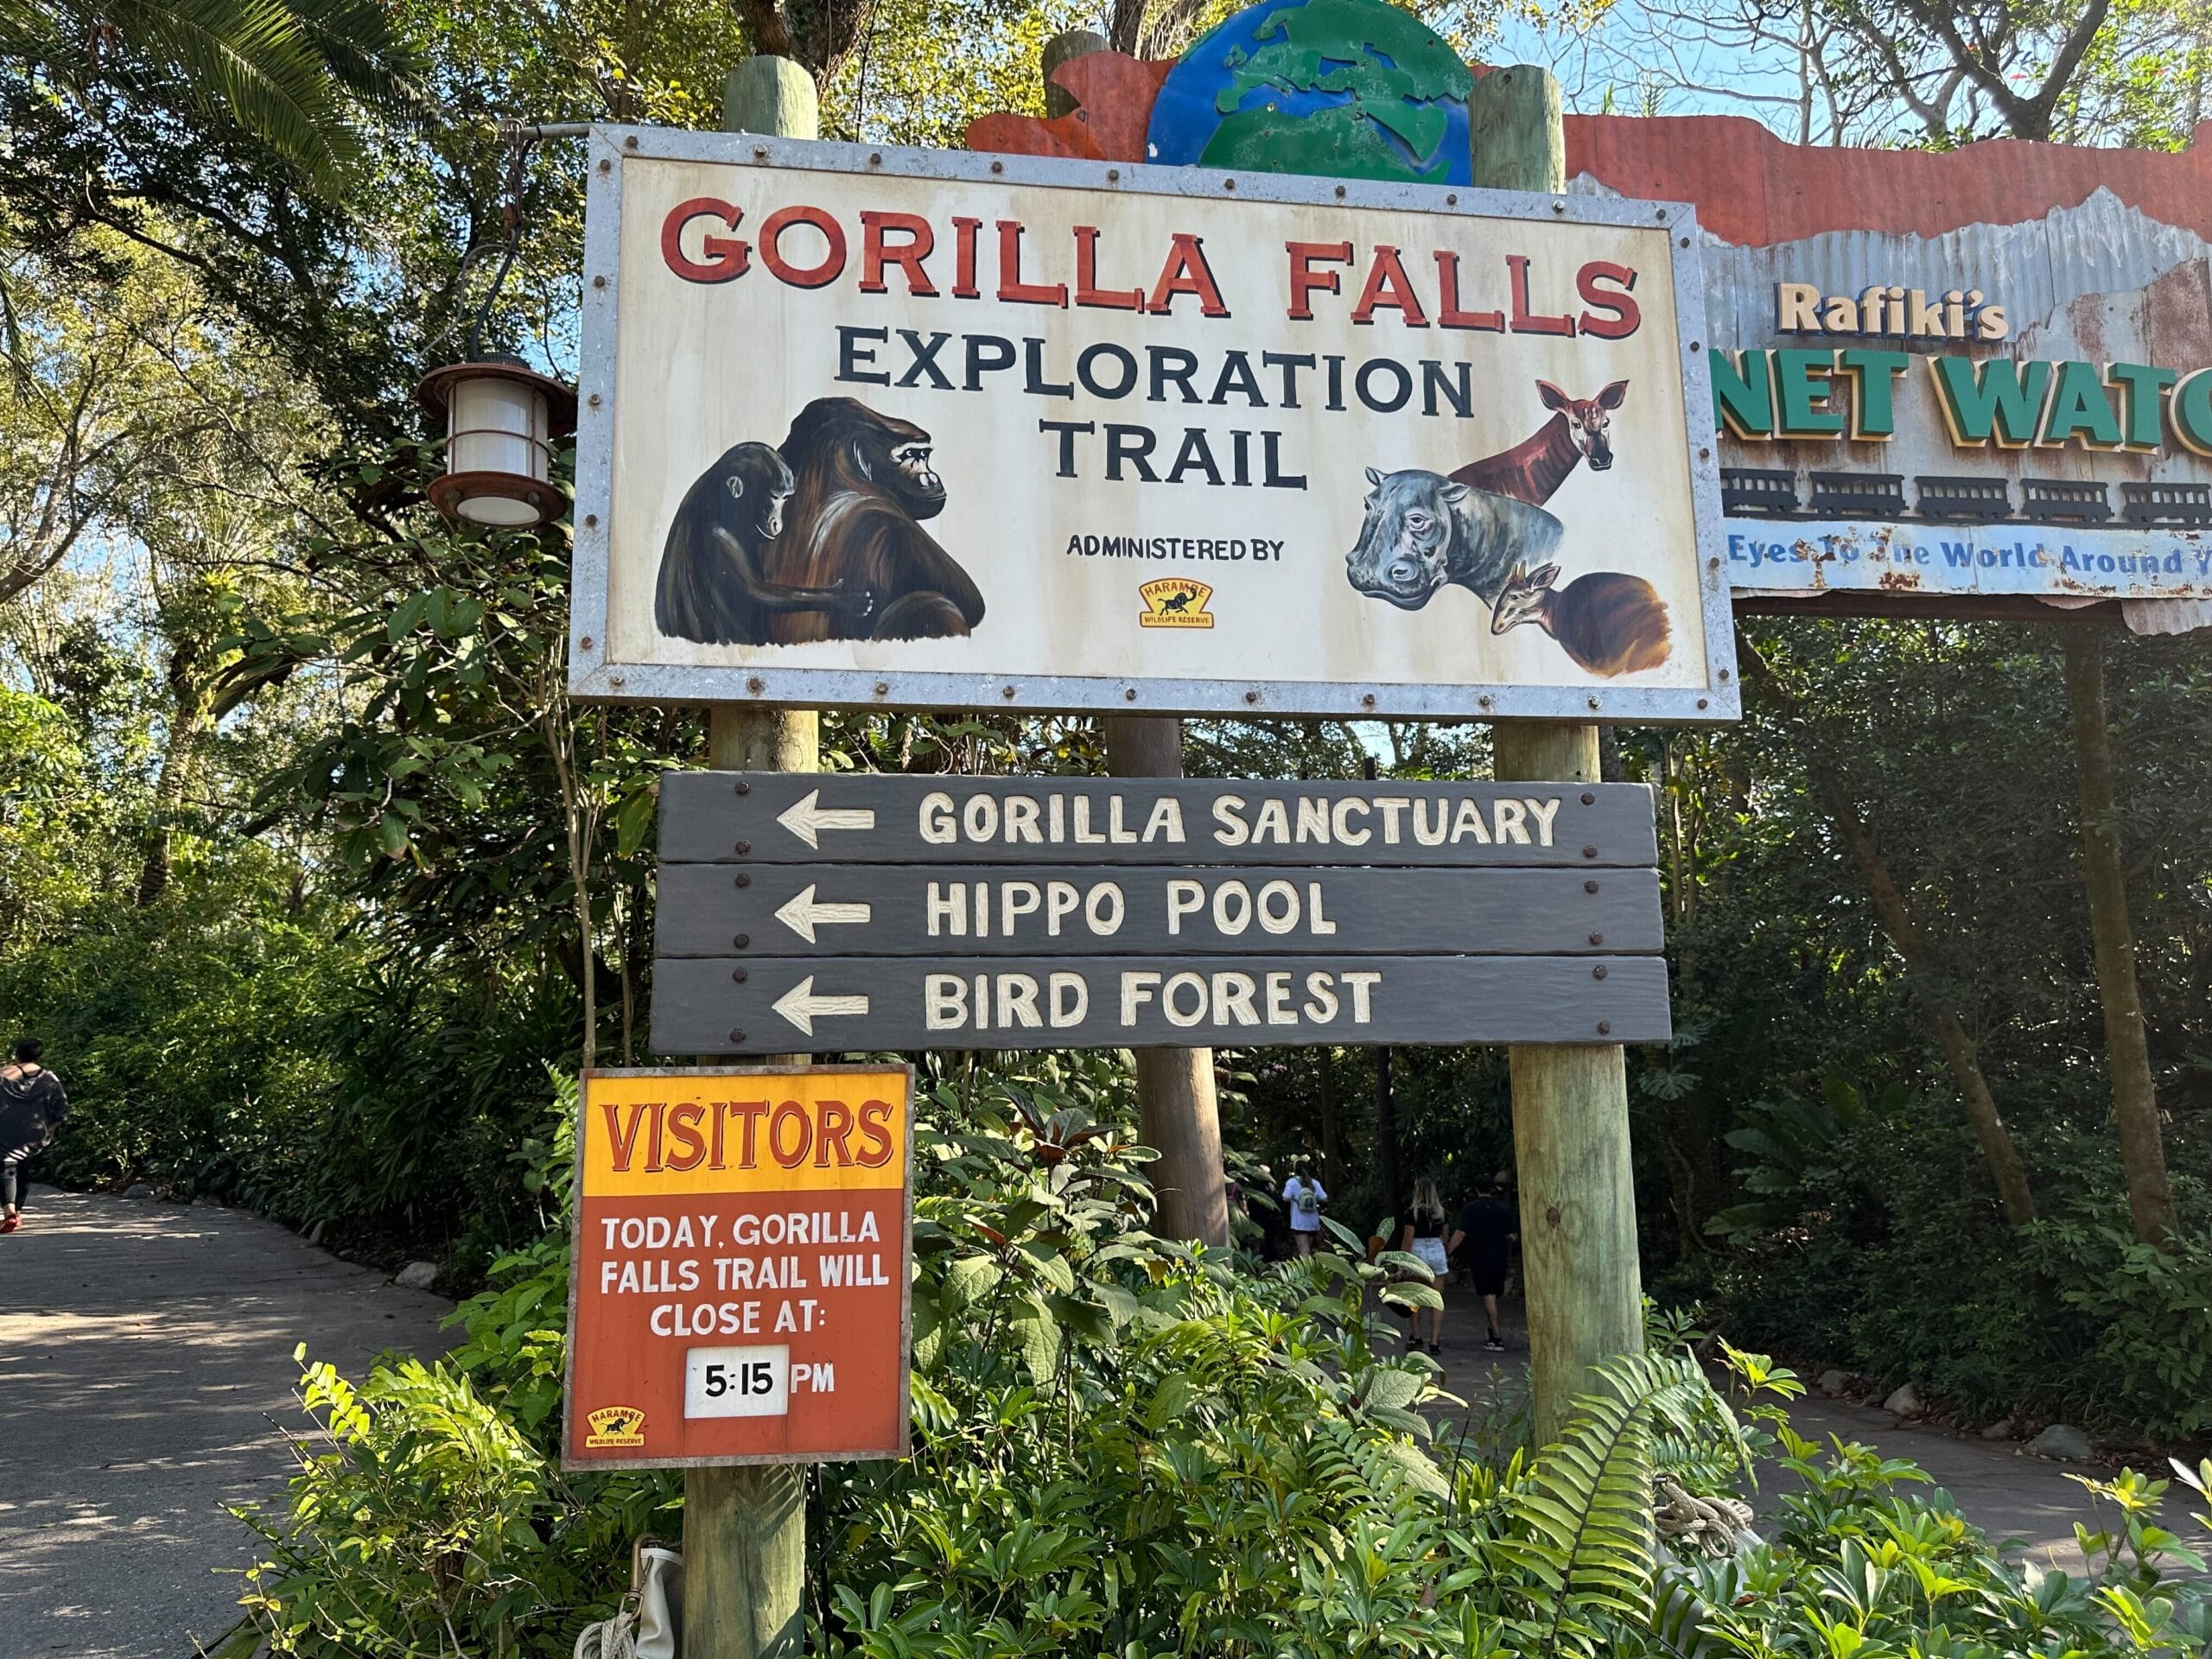 GORILLA FALLS
EXPLORATION
TRAIL
ADMINISTERED BY
HARAMBE
WILDLIFE RESERVE
Rafiki's
NET WATC
Eyes To The World Around Y
← GORILLA SANCTUARY
← HIPPO POOL
← BIRD FOREST
VISITORS
TODAY, GORILLA
FALLS TRAIL WILL
CLOSE AT:
5:15 PM
HARAMBE
WILDLIFE RESERVE